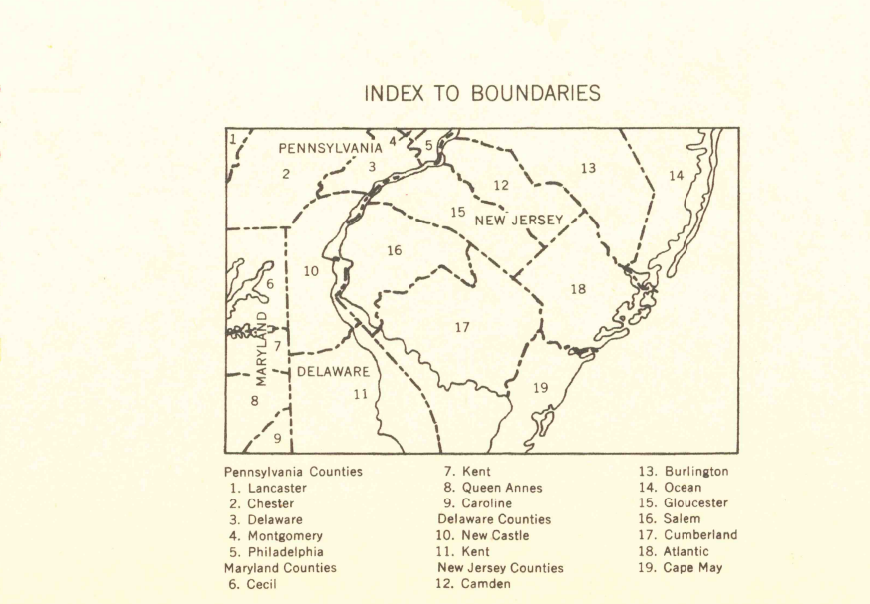 INDEX TO BOUNDARIES
1
PENNSYLVANIA
4
5
2
3
12
13
14
15
NEW JERSEY
16
10
6
18
MARYLAND
7
17
DELAWARE
8
11
19
9
Pennsylvania Counties
1. Lancaster
2. Chester
3. Delaware
4. Montgomery
5. Philadelphia
Maryland Counties
6. Cecil
7. Kent
8. Queen Annes
9. Caroline
Delaware Counties
10. New Castle
11. Kent
New Jersey Counties
12. Camden
13. Burlington
14. Ocean
15. Gloucester
16. Salem
17. Cumberland
18. Atlantic
19. Cape May